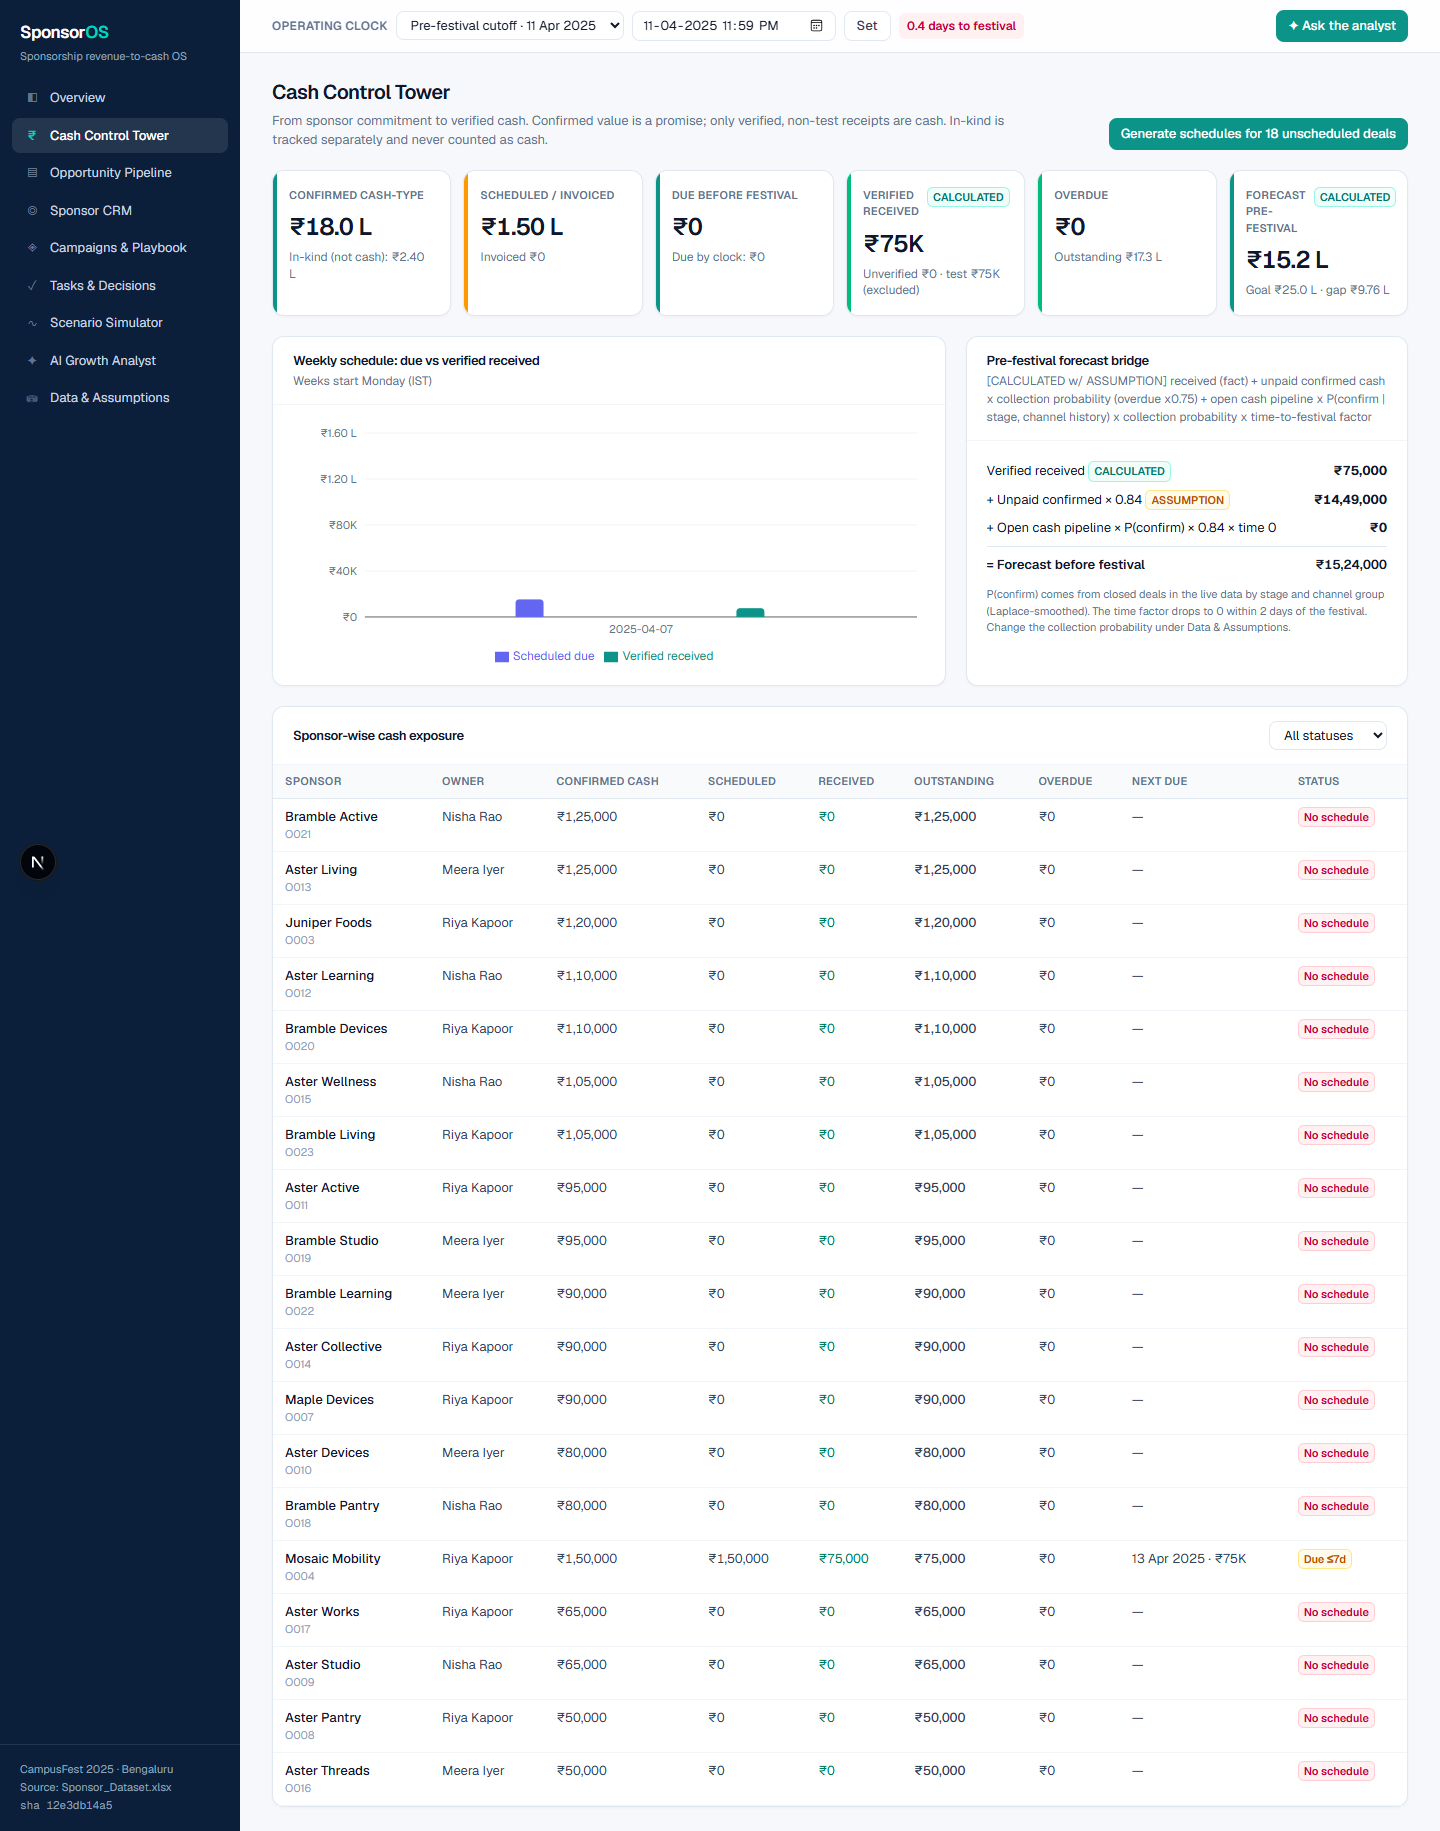 SponsorOS
Sponsorship revenue-to-cash OS
Overview
₹ Cash Control Tower
Opportunity Pipeline
Sponsor CRM
Campaigns & Playbook
Tasks & Decisions
Scenario Simulator
AI Growth Analyst
Data & Assumptions
N
CampusFest 2025 · Bengaluru
Source: Sponsor_Dataset.xlsx
sha 12e3db14a5
OPERATING CLOCK Pre-festival cutoff · 11 Apr 2025 11-04-2025 11:59 PM Set 0.4 days to festival ✦ Ask the analyst
Cash Control Tower
From sponsor commitment to verified cash. Confirmed value is a promise; only verified, non-test receipts are cash. In-kind is
tracked separately and never counted as cash.
Generate schedules for 18 unscheduled deals
CONFIRMED CASH-TYPE
₹18.0 L
In-kind (not cash): ₹2.40
L
SCHEDULED / INVOICED
₹1.50 L
Invoiced ₹0
DUE BEFORE FESTIVAL
₹0
Due by clock: ₹0
VERIFIED
RECEIVED
CALCULATED
₹75K
Unverified ₹0 · test ₹75K
(excluded)
OVERDUE
₹0
Outstanding ₹17.3 L
FORECAST
PRE-
FESTIVAL
CALCULATED
₹15.2 L
Goal ₹25.0 L · gap ₹9.76 L
Weekly schedule: due vs verified received
Weeks start Monday (IST)
₹1.60 L
₹1.20 L
₹80K
₹40K
₹0
2025-04-07
Scheduled due Verified received
Pre-festival forecast bridge
[CALCULATED w/ ASSUMPTION] received (fact) + unpaid confirmed cash
x collection probability (overdue x0.75) + open cash pipeline x P(confirm |
stage, channel history) x collection probability x time-to-festival factor
Verified received CALCULATED ₹75,000
+ Unpaid confirmed × 0.84 ASSUMPTION ₹14,49,000
+ Open cash pipeline × P(confirm) × 0.84 × time 0 ₹0
= Forecast before festival ₹15,24,000
P(confirm) comes from closed deals in the live data by stage and channel group
(Laplace-smoothed). The time factor drops to 0 within 2 days of the festival.
Change the collection probability under Data & Assumptions.
Sponsor-wise cash exposure All statuses
SPONSOR OWNER CONFIRMED CASH SCHEDULED RECEIVED OUTSTANDING OVERDUE NEXT DUE STATUS
Bramble Active Nisha Rao ₹1,25,000 ₹0 ₹0 ₹1,25,000 ₹0 — No schedule
O021
Aster Living Meera Iyer ₹1,25,000 ₹0 ₹0 ₹1,25,000 ₹0 — No schedule
O013
Juniper Foods Riya Kapoor ₹1,20,000 ₹0 ₹0 ₹1,20,000 ₹0 — No schedule
O003
Aster Learning Nisha Rao ₹1,10,000 ₹0 ₹0 ₹1,10,000 ₹0 — No schedule
O012
Bramble Devices Riya Kapoor ₹1,10,000 ₹0 ₹0 ₹1,10,000 ₹0 — No schedule
O020
Aster Wellness Nisha Rao ₹1,05,000 ₹0 ₹0 ₹1,05,000 ₹0 — No schedule
O015
Bramble Living Riya Kapoor ₹1,05,000 ₹0 ₹0 ₹1,05,000 ₹0 — No schedule
O023
Aster Active Riya Kapoor ₹95,000 ₹0 ₹0 ₹95,000 ₹0 — No schedule
O011
Bramble Studio Meera Iyer ₹95,000 ₹0 ₹0 ₹95,000 ₹0 — No schedule
O019
Bramble Learning Meera Iyer ₹90,000 ₹0 ₹0 ₹90,000 ₹0 — No schedule
O022
Aster Collective Riya Kapoor ₹90,000 ₹0 ₹0 ₹90,000 ₹0 — No schedule
O014
Maple Devices Riya Kapoor ₹90,000 ₹0 ₹0 ₹90,000 ₹0 — No schedule
O007
Aster Devices Meera Iyer ₹80,000 ₹0 ₹0 ₹80,000 ₹0 — No schedule
O010
Bramble Pantry Nisha Rao ₹80,000 ₹0 ₹0 ₹80,000 ₹0 — No schedule
O018
Mosaic Mobility Riya Kapoor ₹1,50,000 ₹1,50,000 ₹75,000 ₹75,000 ₹0 13 Apr 2025 · ₹75K Due ≤7d
O004
Aster Works Riya Kapoor ₹65,000 ₹0 ₹0 ₹65,000 ₹0 — No schedule
O017
Aster Studio Nisha Rao ₹65,000 ₹0 ₹0 ₹65,000 ₹0 — No schedule
O009
Aster Pantry Riya Kapoor ₹50,000 ₹0 ₹0 ₹50,000 ₹0 — No schedule
O008
Aster Threads Meera Iyer ₹50,000 ₹0 ₹0 ₹50,000 ₹0 — No schedule
O016